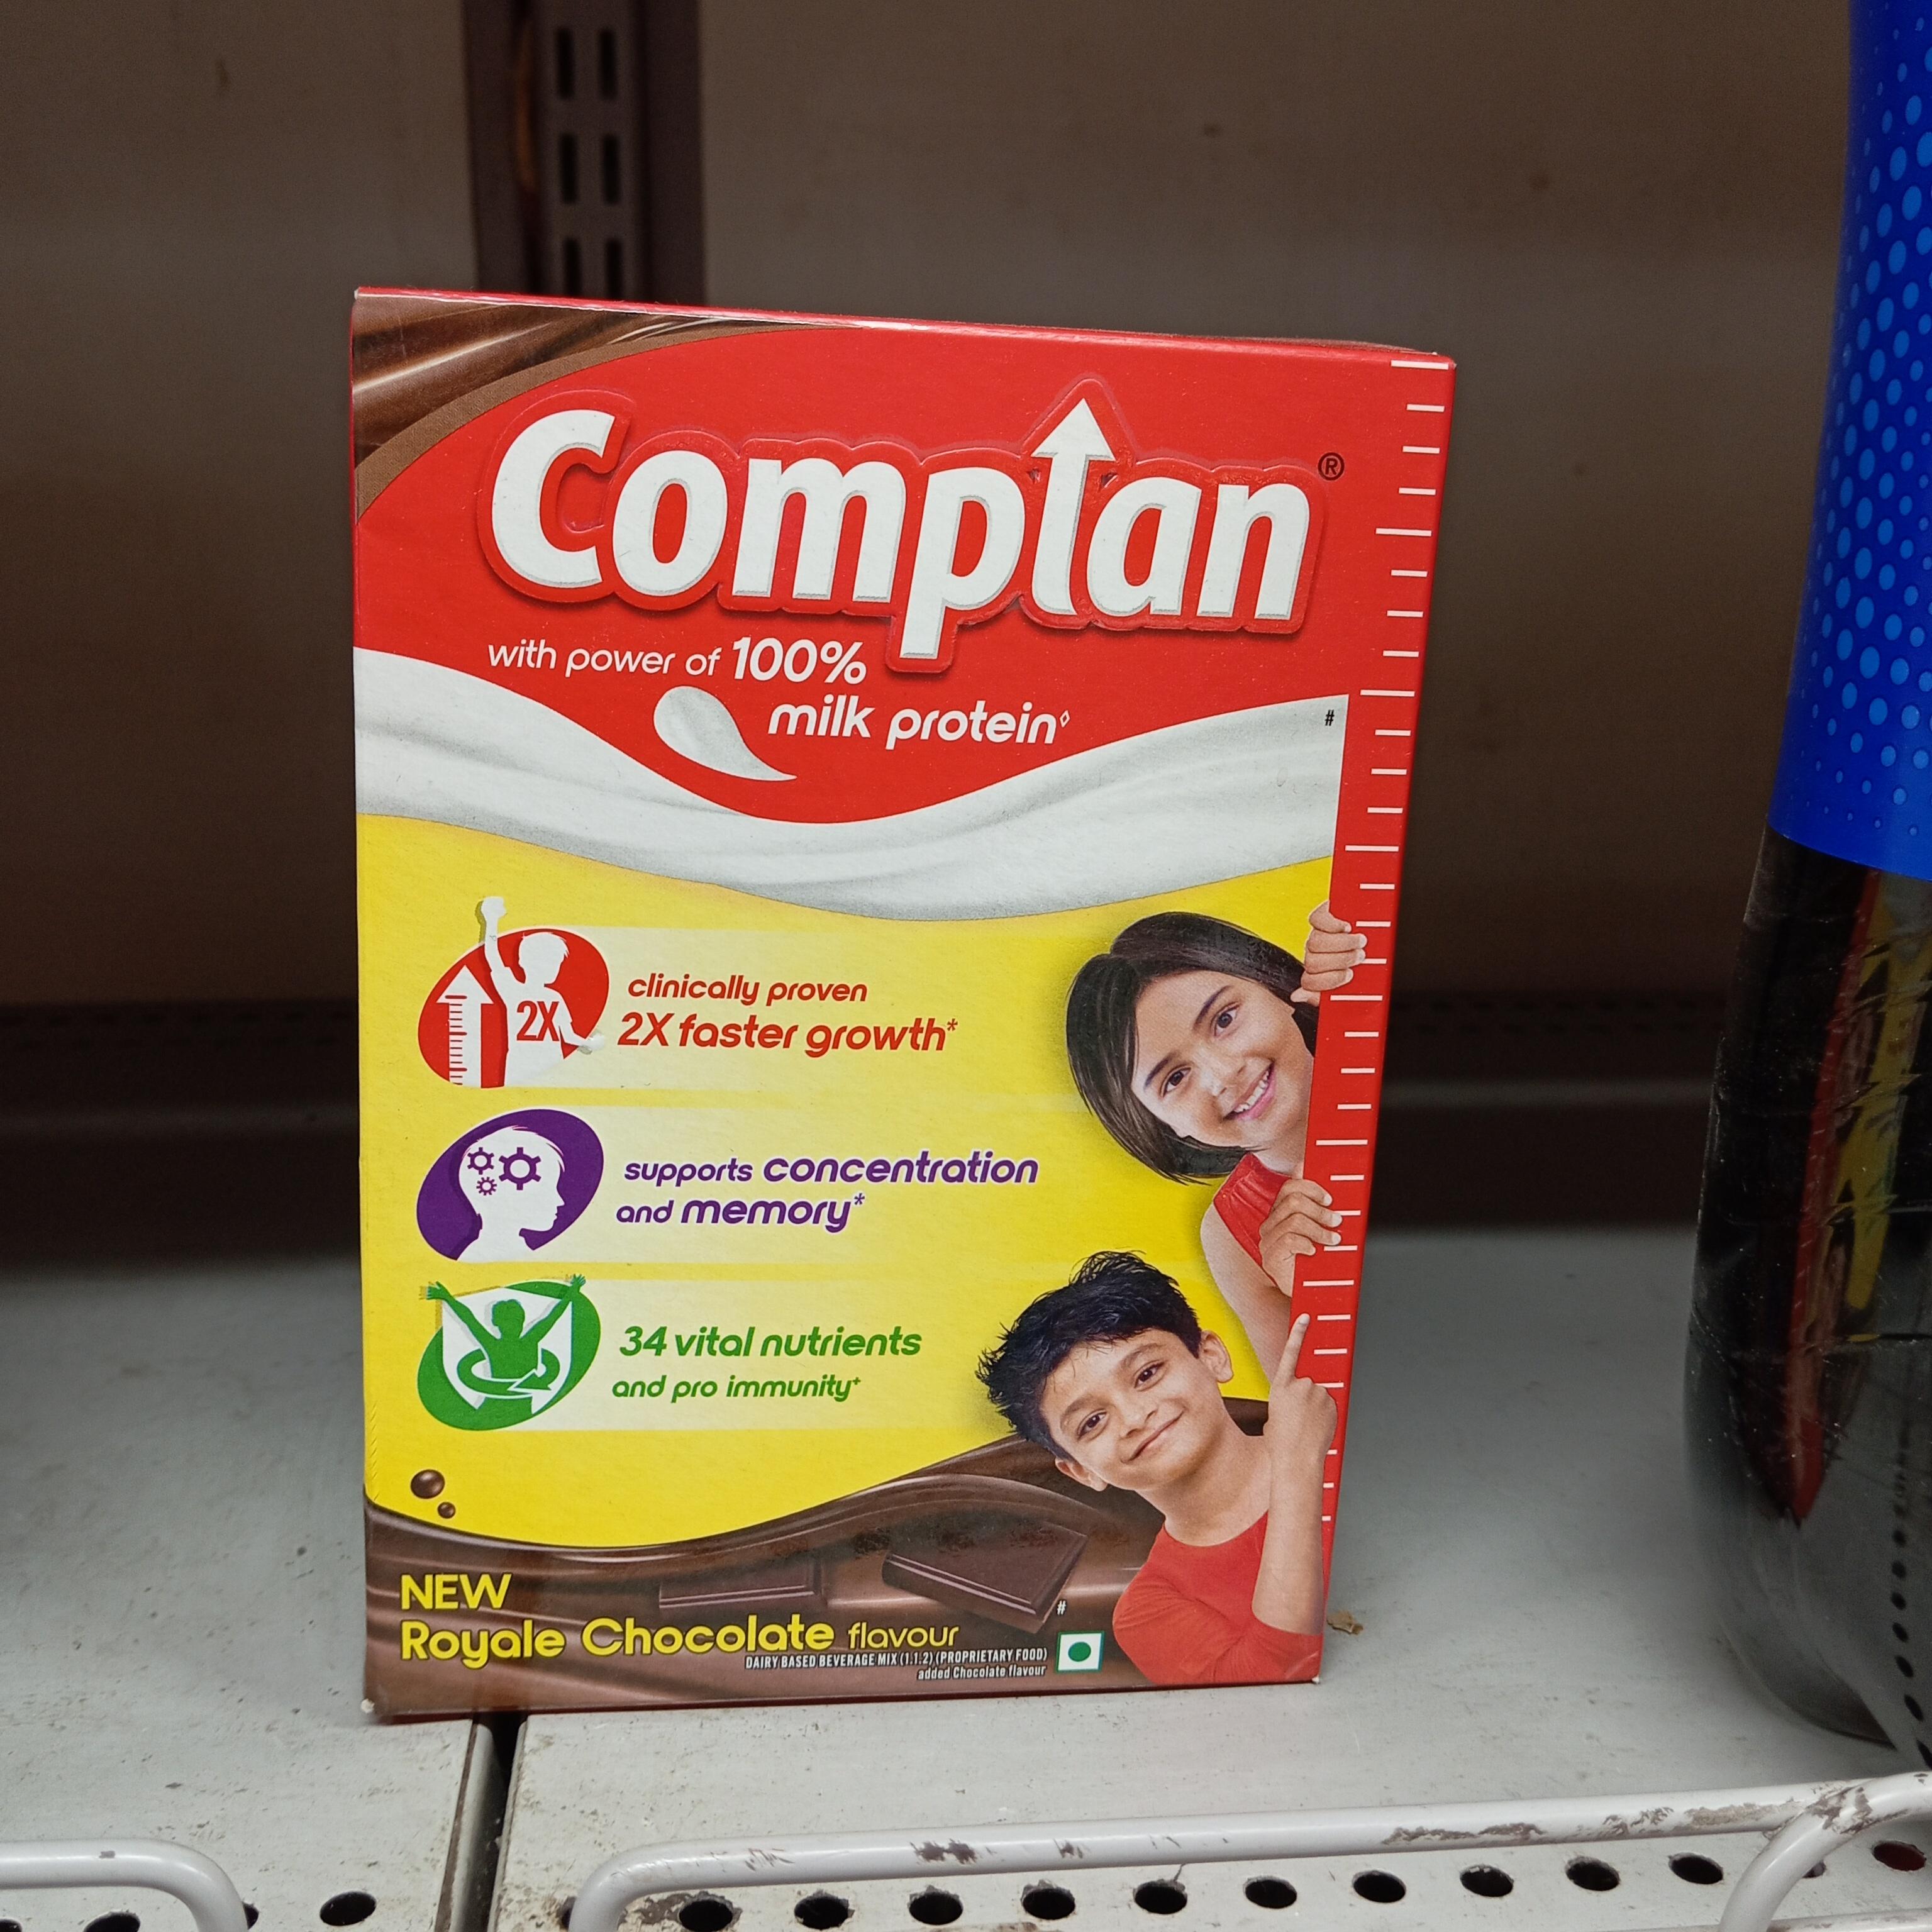 Complan®
with power of 100%
milk protein◊
#
2X
clinically proven
2X faster growth*
supports concentration
and memory*
34 vital nutrients
and pro immunity+
NEW
Royale Chocolate flavour
#
DAIRY BASED BEVERAGE MIX (1.1.2) (PROPRIETARY FOOD)
added Chocolate flavour